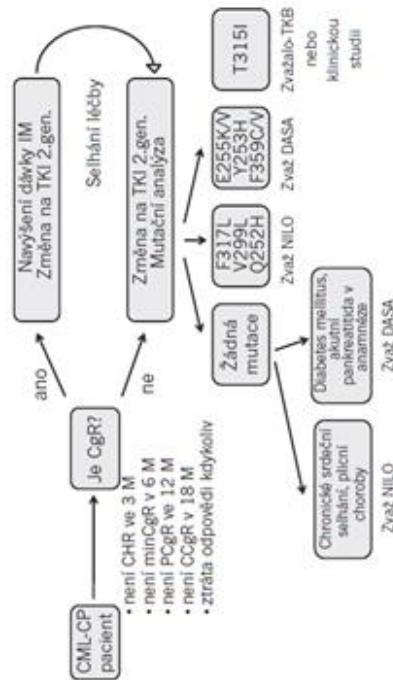 CML-CP
pacient
Je CgR?
• není CHR ve 3 M
• není minCgR v 6 M
• není PCgR ve 12 M
• není CCgR v 18 M
• ztráta odpovědi kdykoliv
ano
ne
Navýšení dávky IM
Změna na TKI 2.gen.
Selhání léčby
Změna na TKI 2.gen.
Mutační analýza
Žádná
mutace
F317L
V299L
Q252H
Zvaž NILO
E255K/V
Y253H
F359C/V
Zvaž DASA
T315I
Zvaž alo-TKB
nebo
klinickou
studii
Chronické srdeční
selhání, plicní
choroby
Zvaž NILO
Diabetes mellitus,
akutní
pankreatitida v
anamnéze
Zvaž DASA